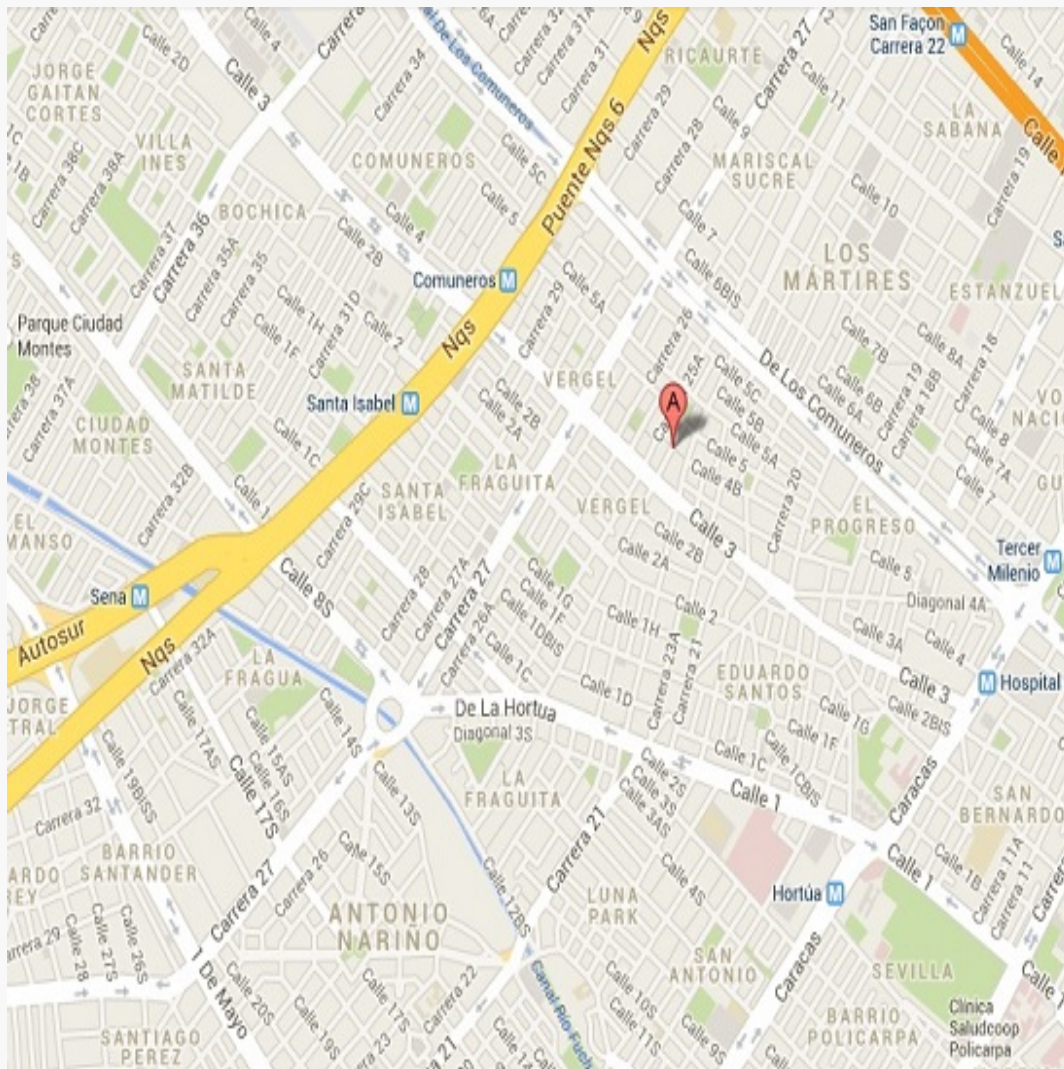 Calle 2D
Calle 4
Calle 3
Carrera 34
Calle 6A
Carrera 31A
Carrera 31
Nqs
RICAURTE
Carrera 27
San Façon
Carrera 22
Calle 14
Calle
JORGE
GAITAN
CORTES
VILLA
INES
COMUNEROS
Calle 5C
Puente Nqs 6
Carrera 29
Carrera 28
Calle 9
Calle 11
LA
SABANA
Carrera 19
1C
1B
Carrera 38C
Carrera 38A
BOCHICA
Carrera 37
Carrera 36
Calle 5
Calle 4
Calle 2B
MARISCAL
SUCRE
Calle 10
Calle 7
LOS
MÁRTIRES
Carrera 35A
Carrera 35
Calle 1H
Calle 1F
Carrera 31D
Calle 2
Comuneros
M
Nqs
Carrera 29
Calle 5A
Calle 6BIS
ESTANZUEL
Parque Ciudad
Montes
SANTA
MATILDE
Santa Isabel
M
VERGEL
Carrera 26
25A
De Los Comuneros
Calle 7B
Calle 8A
Carrera 18
Carrera 19
Carrera 18B
Calle 6B
Calle 6A
38
Carrera 37A
CIUDAD
MONTES
Calle 1C
Calle 2B
Calle 2A
A
Calle 5C
Calle 5B
Calle 5A
Calle 5
Calle 4B
Calle 8
Calle 7A
Calle 7
Carrera 32B
Calle 1
Carrera 29C
SANTA
ISABEL
LA
FRAGUITA
VERGEL
Calle 3
Carrera 20
EL
PROGRESO
EL
MANSO
Calle 2B
Calle 2A
Calle 5
Tercer
Milenio
M
Diagonal 4A
Sena
M
Autosur
Nqs
Calle 8S
Carrera 28
Carrera 27A
Carrera 27
Carrera 26A
Calle 1G
Calle 1F
Calle 1DBIS
Calle 1C
Calle 1H
Calle 2
Carrera 23A
Carrera 21
EDUARDO
SANTOS
Calle 3A
Calle 4
Calle 3
M
Hospital
Carrera 32A
LA
FRAGUA
Calle 1D
De La Hortua
Diagonal 3S
Calle 2BIS
Calle 1G
Calle 1F
JORGE
Calle 17AS
Calle 17S
Calle 15AS
Calle 16S
Calle 14S
Calle 13S
LA
FRAGUITA
Calle 2S
Calle 3S
Calle 3AS
Calle 1C
Calle 1CBIS
Calle 1
Caracas
SAN
BERNARDO
Calle 19BISS
Carrera 32
BARRIO
SANTANDER
Carrera 27
Carrera 26
Calle 15S
Carrera 21
Calle 12BS
LUNA
PARK
Calle 4S
Hortúa
M
Calle 1
Calle 1B
Carrera 11A
Carrera 11
Carrera 29
Calle 28
Calle 27S
Calle 26S
1 De Mayo
ANTONIO
NARIÑO
SAN
ANTONIO
Caracas
SEVILLA
Calle 1
Calle 20S
Calle 19S
Calle 17S
Carrera 23
Carrera 22
Canal Río Fuch
Calle 10S
Calle 11S
Calle 9S
BARRIO
POLICARPA
Clínica
Saludcoop
Policarpa
SANTIAGO
PEREZ